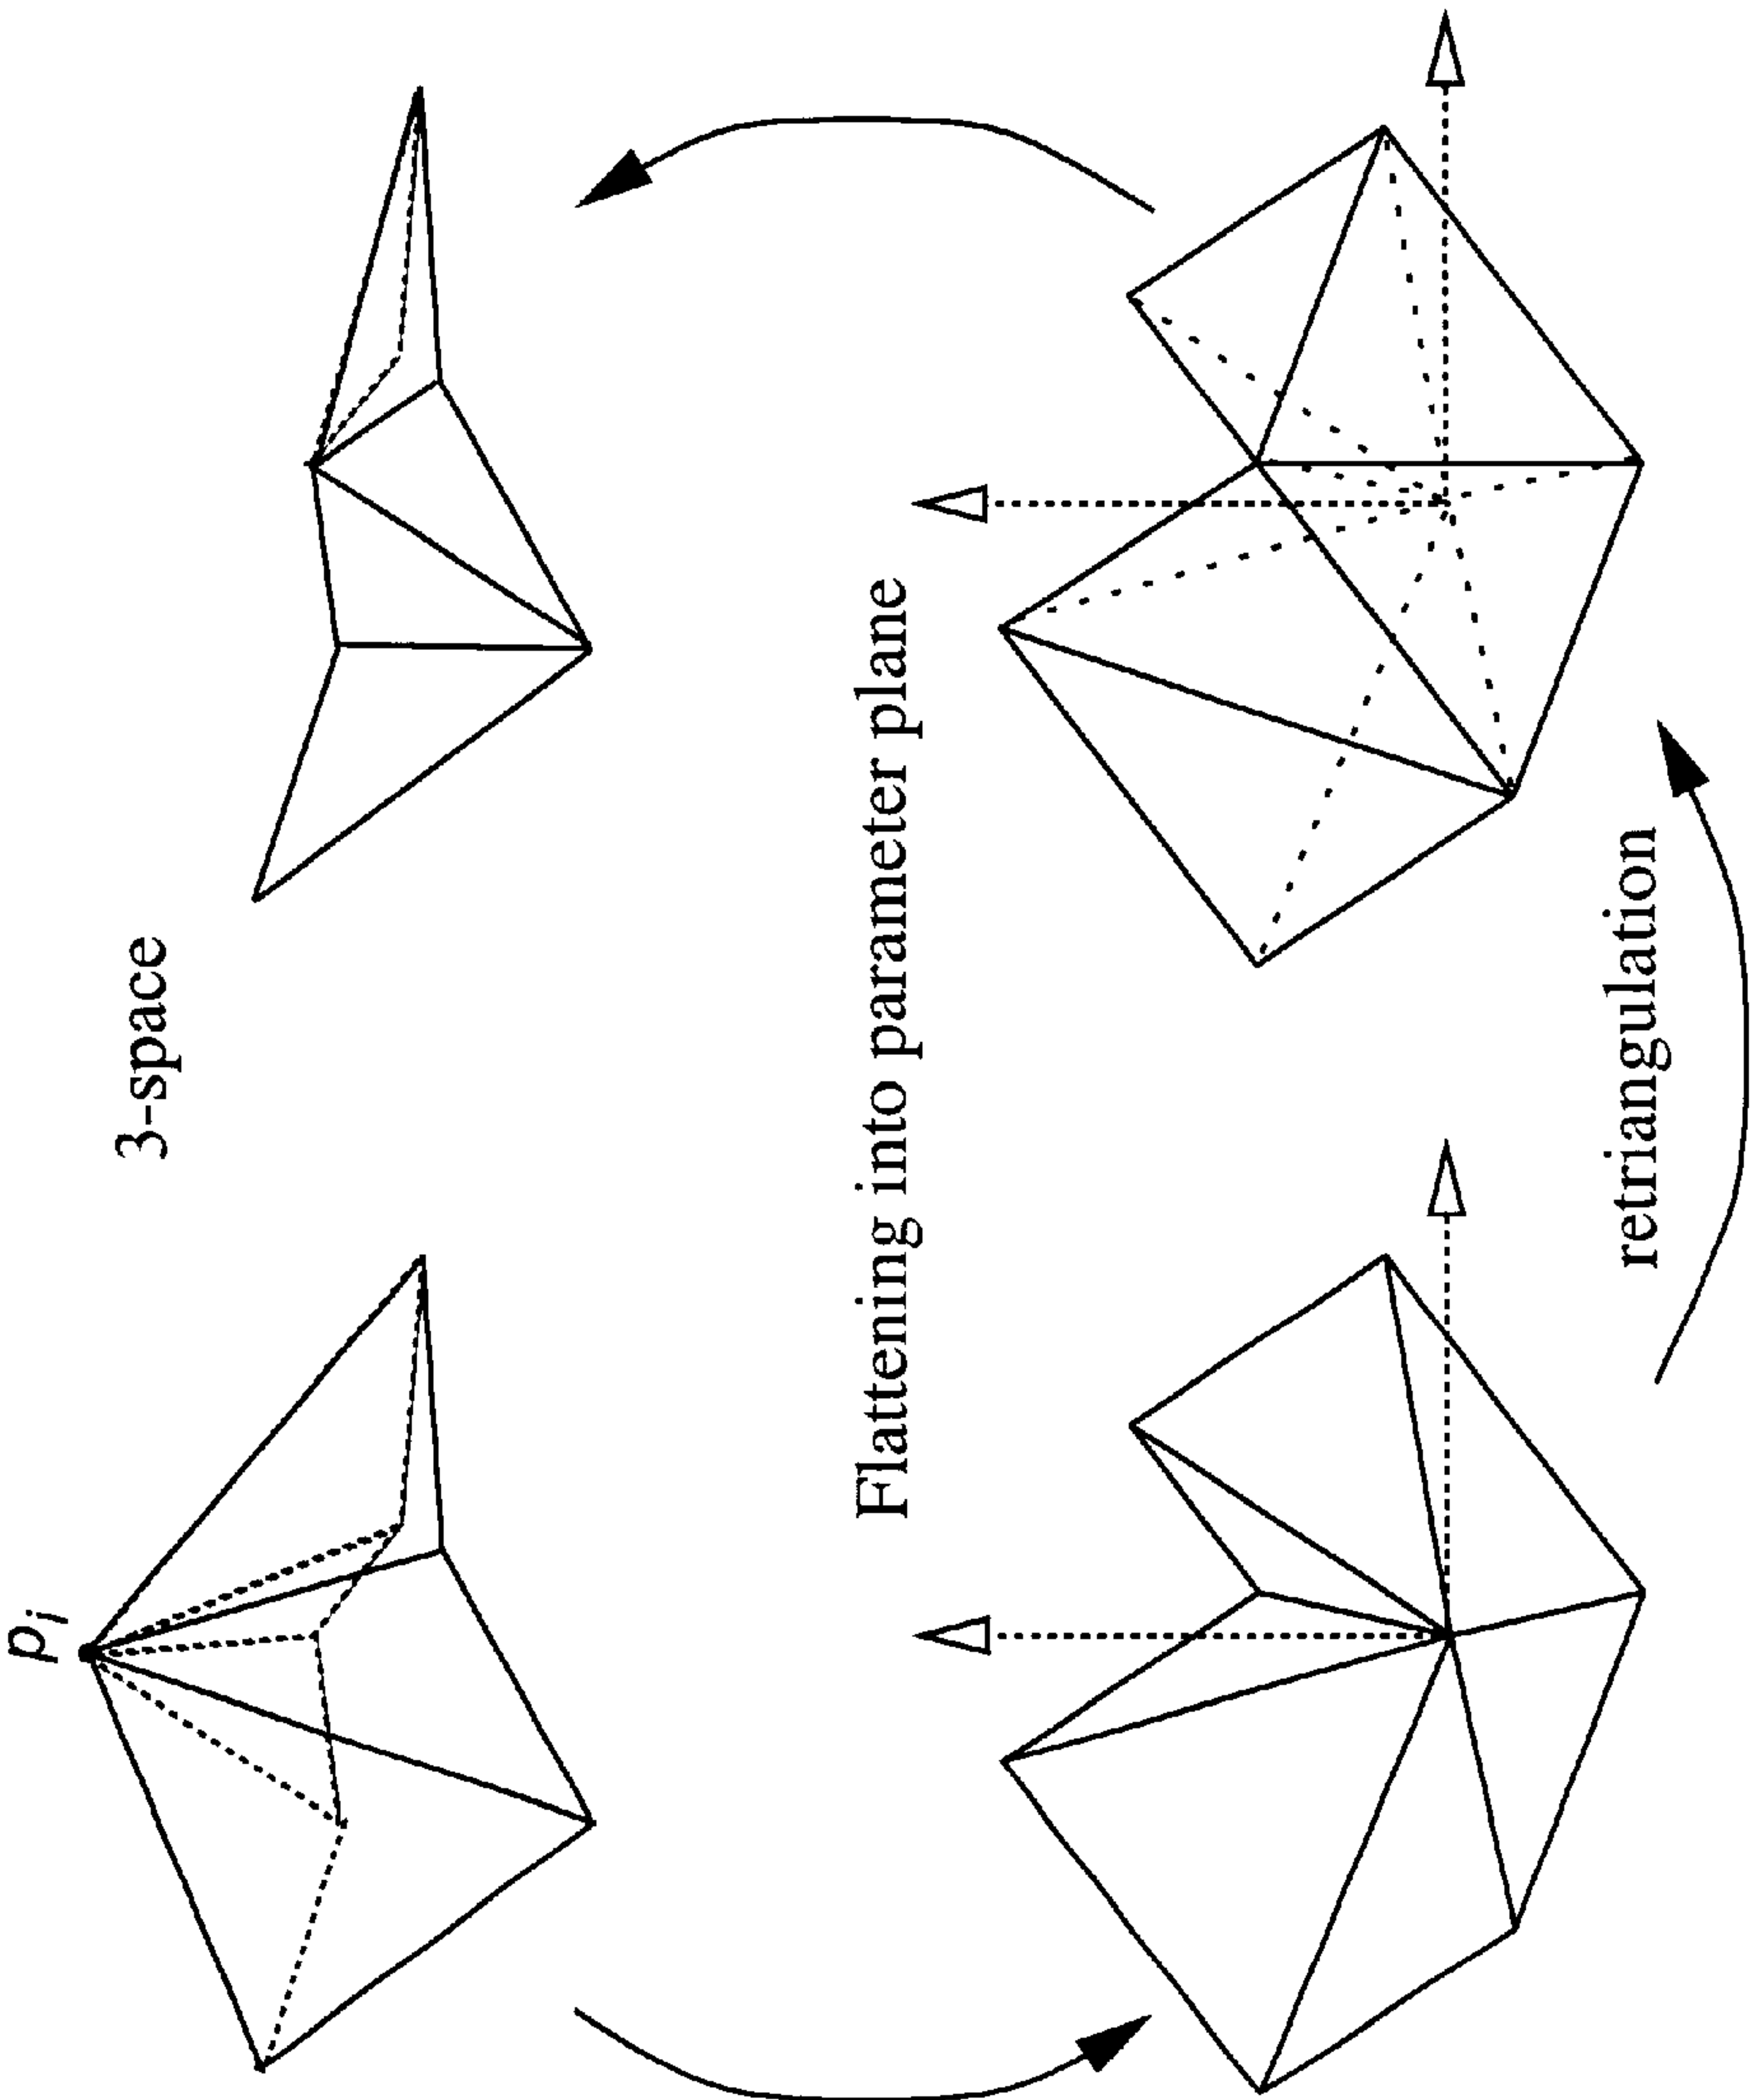 3-space
p_i
Flattening into parameter plane
retriangulation